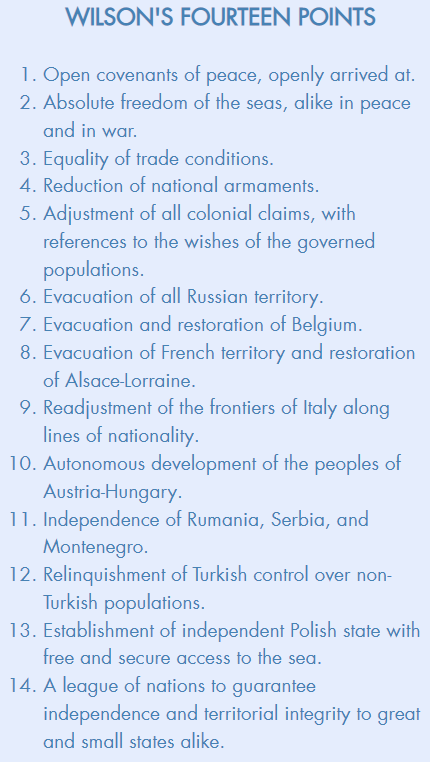 WILSON'S FOURTEEN POINTS
1. Open covenants of peace, openly arrived at.
2. Absolute freedom of the seas, alike in peace
and in war.
3. Equality of trade conditions.
4. Reduction of national armaments.
5. Adjustment of all colonial claims, with
references to the wishes of the governed
populations.
6. Evacuation of all Russian territory.
7. Evacuation and restoration of Belgium.
8. Evacuation of French territory and restoration
of Alsace-Lorraine.
9. Readjustment of the frontiers of Italy along
lines of nationality.
10. Autonomous development of the peoples of
Austria-Hungary.
11. Independence of Rumania, Serbia, and
Montenegro.
12. Relinquishment of Turkish control over non-
Turkish populations.
13. Establishment of independent Polish state with
free and secure access to the sea.
14. A league of nations to guarantee
independence and territorial integrity to great
and small states alike.